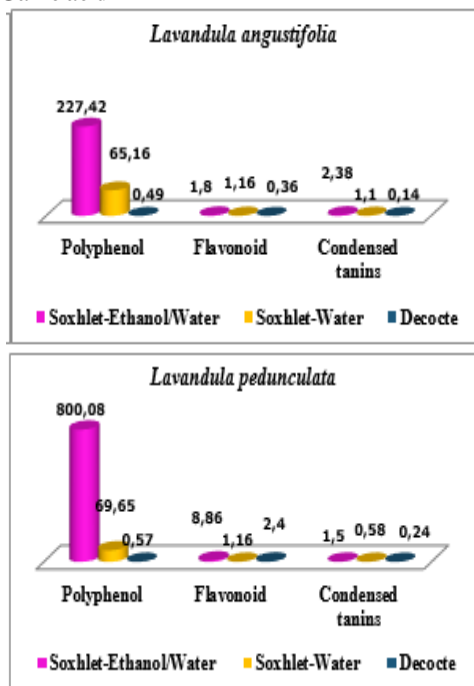 Lavandula angustifolia
227,42
65,16
0,49
1,8
1,16
0,36
2,38
1,1
0,14
Polyphenol Flavonoid Condensed
tanins
Soxhlet-Ethanol/Water Soxhlet-Water Decocte
Lavandula pedunculata
800,08
69,65
0,57
8,86
1,16
2,4
1,5
0,58
0,24
Polyphenol Flavonoid Condensed
tanins
Soxhlet-Ethanol/Water Soxhlet-Water Decocte